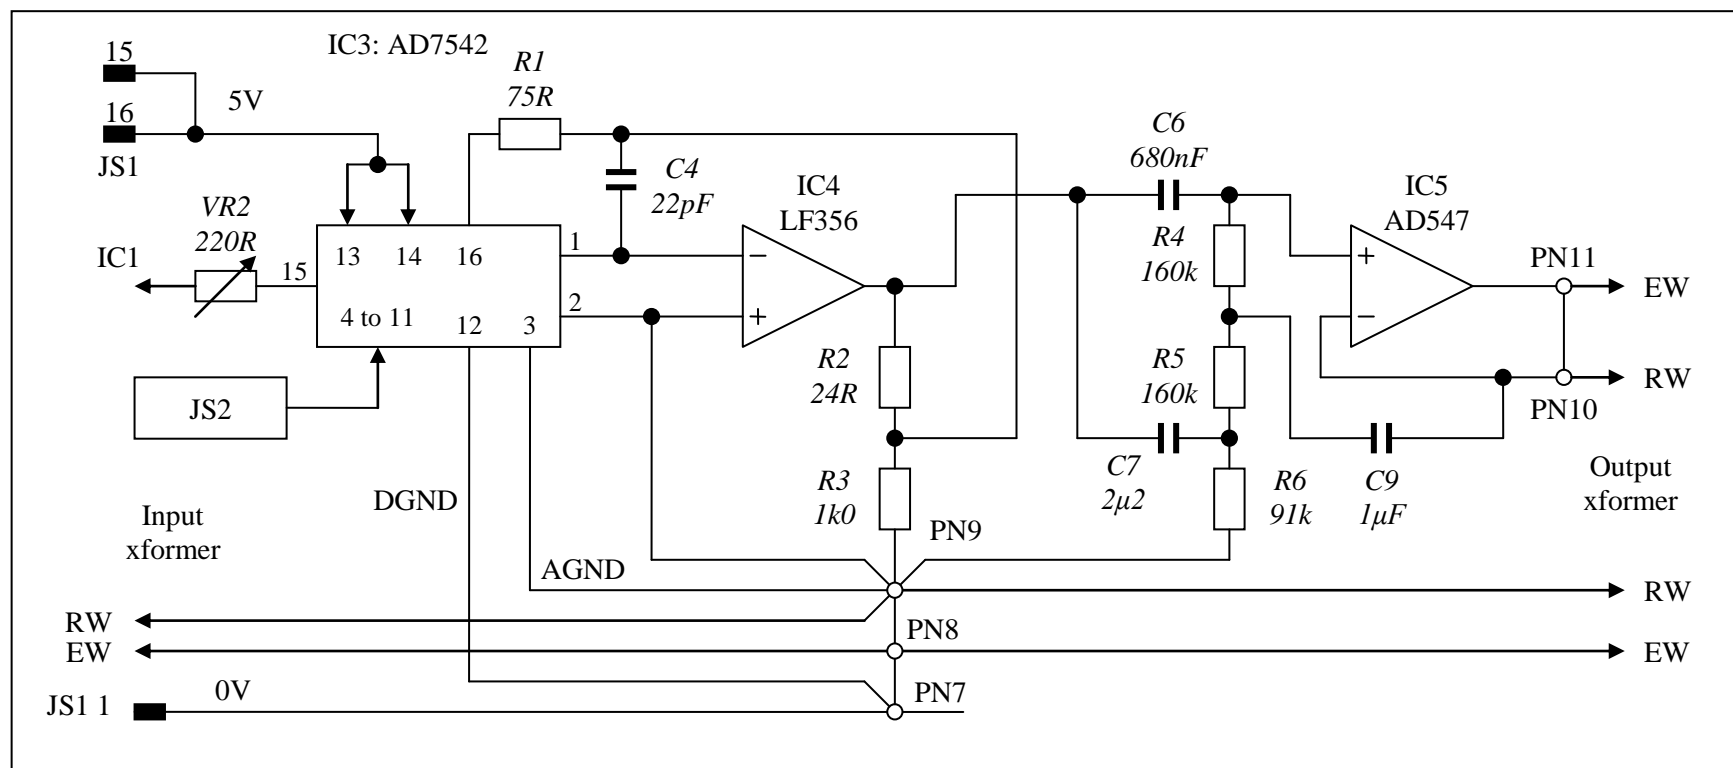 IC3: AD7542
15
16
JS1
5V
R1
75R
C4
22pF
IC4
LF356
C6
680nF
IC5
AD547
VR2
220R
IC1
15
13
14
16
4 to 11
12
3
1
2
−
+
R4
160k
+
−
PN11
EW
RW
PN10
JS2
R2
24R
R5
160k
C7
2µ2
R3
1k0
R6
91k
C9
1µF
Output
xformer
Input
xformer
DGND
AGND
PN9
RW
EW
RW
PN8
EW
JS1 1
0V
PN7